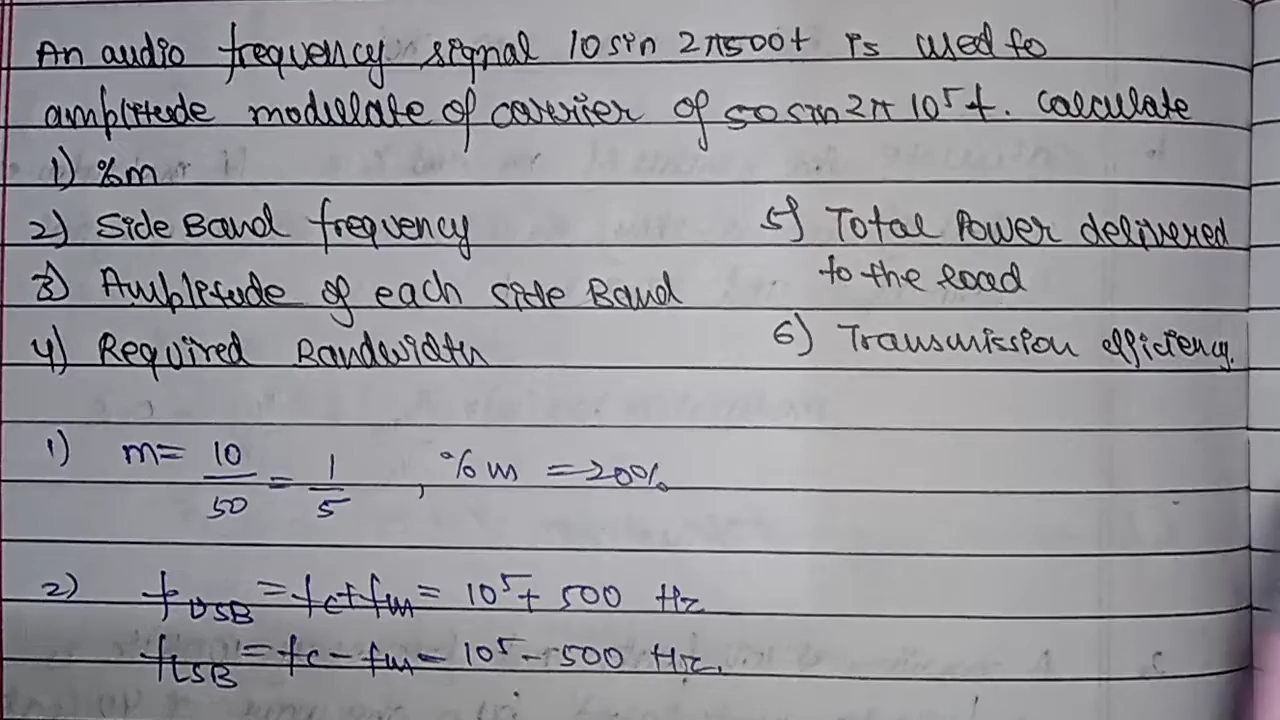 An audio frequency signal 10 sin 2π500t is used to
amplitude modulate of carrier of 50 sin 2π 10⁵t. Calculate
1) %m
2) Side Band frequency
3) Amplitude of each side Band
4) Required Bandwidth
5) Total Power delivered
to the load
6) Transmission efficiency.
1) m = 10/50 = 1/5 , % m = 20%
2) fUSB = fc + fm = 10⁵ + 500 Hz
fLSB = fc - fm = 10⁵ - 500 Hz.